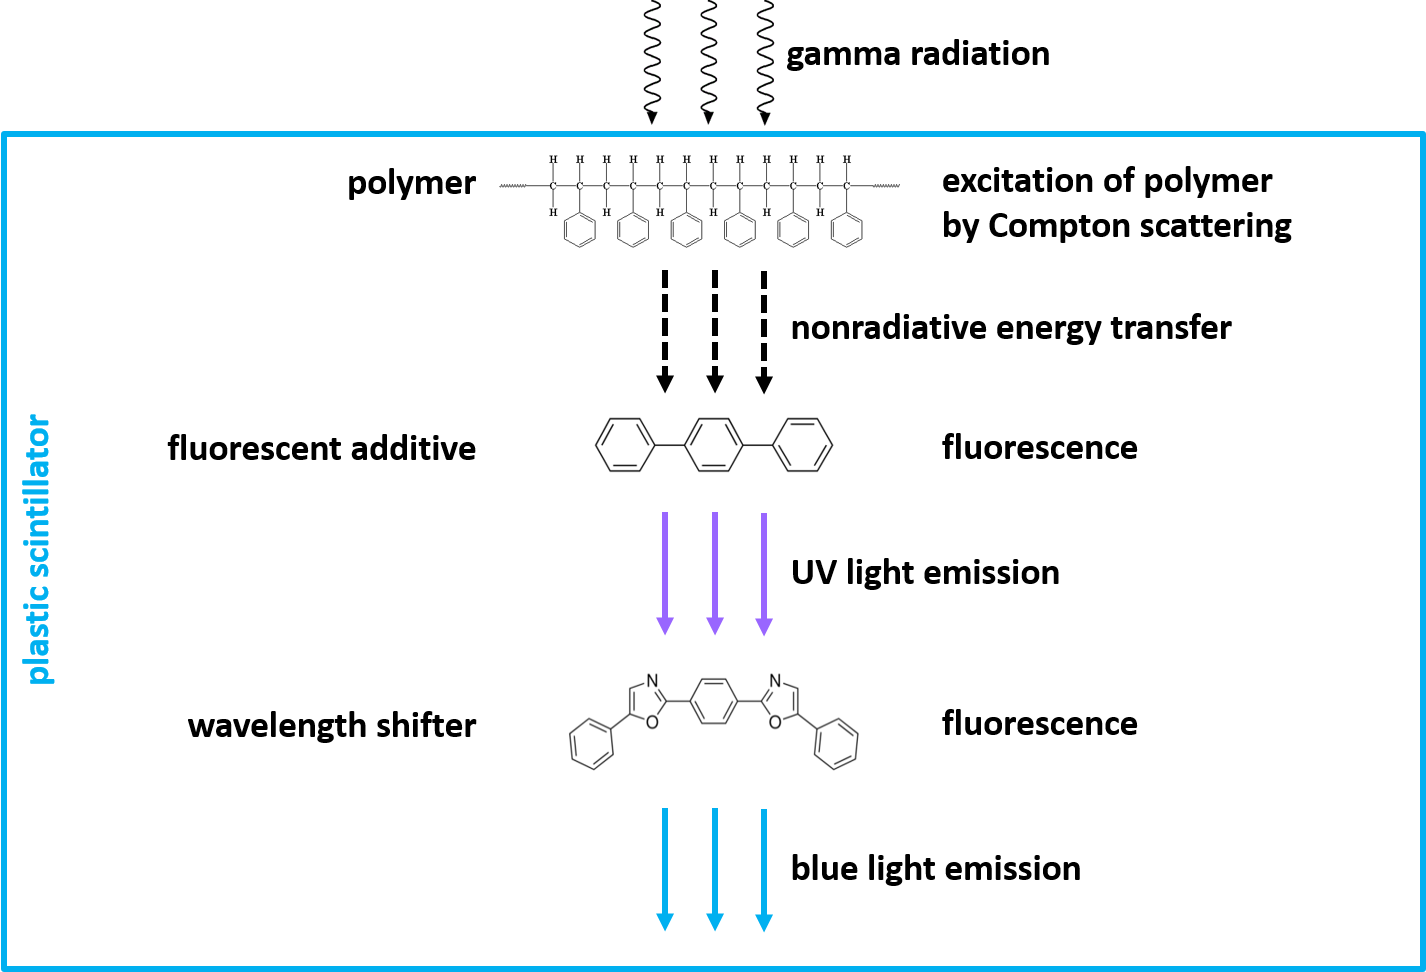 gamma radiation
polymer
H H H H H H H H H H H H
C C C C C C C C C C C C
H H H H H H
excitation of polymer
by Compton scattering
nonradiative energy transfer
fluorescent additive
fluorescence
plastic scintillator
UV light emission
wavelength shifter
N N
O O
fluorescence
blue light emission